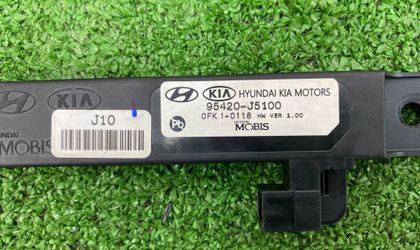 KIA
HYUNDAI
MOBIS
J10
KIA HYUNDAI KIA MOTORS
95420-J5100
0FK1-0118 HW VER 1.00
MOBIS